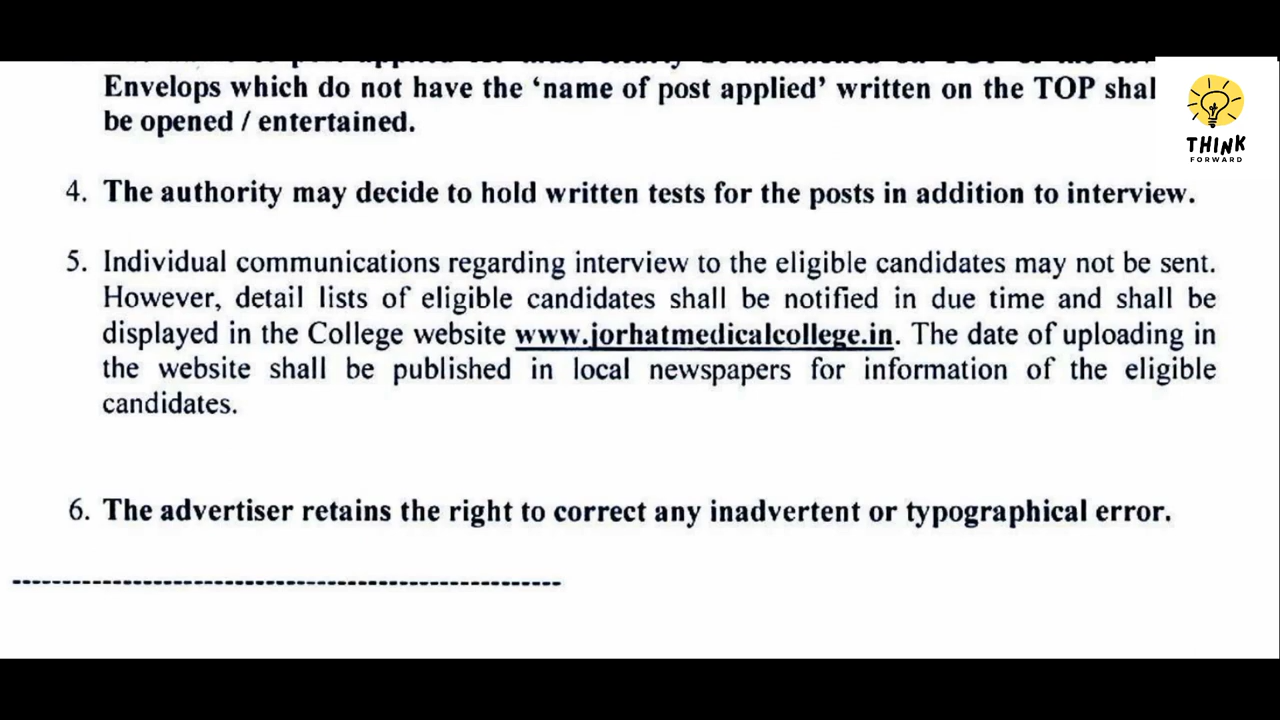 Envelops which do not have the ‘name of post applied’ written on the TOP shal
be opened / entertained.
THINK
FORWARD
4. The authority may decide to hold written tests for the posts in addition to interview.
5. Individual communications regarding interview to the eligible candidates may not be sent.
However, detail lists of eligible candidates shall be notified in due time and shall be
displayed in the College website www.jorhatmedicalcollege.in. The date of uploading in
the website shall be published in local newspapers for information of the eligible
candidates.
6. The advertiser retains the right to correct any inadvertent or typographical error.